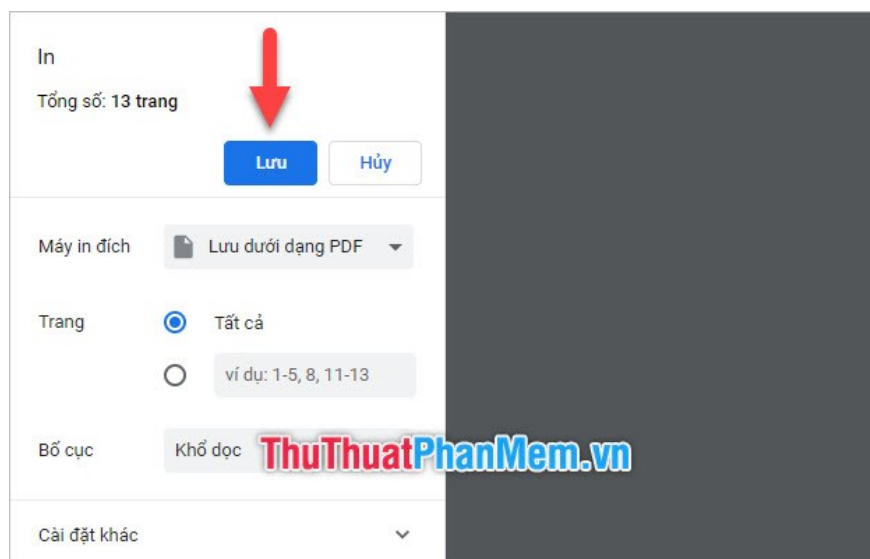 In
Tổng số: 13 trang
Lưu Hủy
Máy in đích Lưu dưới dạng PDF
Trang Tất cả
ví dụ: 1-5, 8, 11-13
Bố cục Khổ dọc
ThuThuatPhanMem.vn
Cài đặt khác